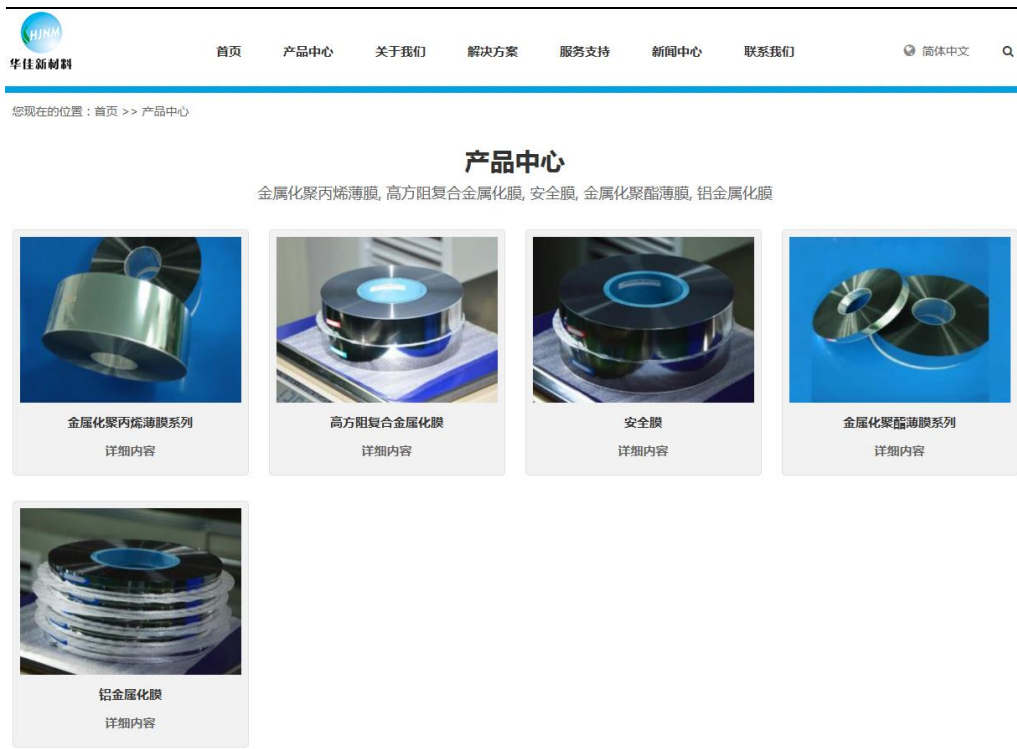 HJNM
华佳新材料
首页 产品中心 关于我们 解决方案 服务支持 新闻中心 联系我们 简体中文
您现在的位置：首页 >> 产品中心
产品中心
金属化聚丙烯薄膜, 高方阻复合金属化膜, 安全膜, 金属化聚酯薄膜, 铝金属化膜
金属化聚丙烯薄膜系列 高方阻复合金属化膜 安全膜 金属化聚酯薄膜系列
详细内容 详细内容 详细内容 详细内容
铝金属化膜
详细内容